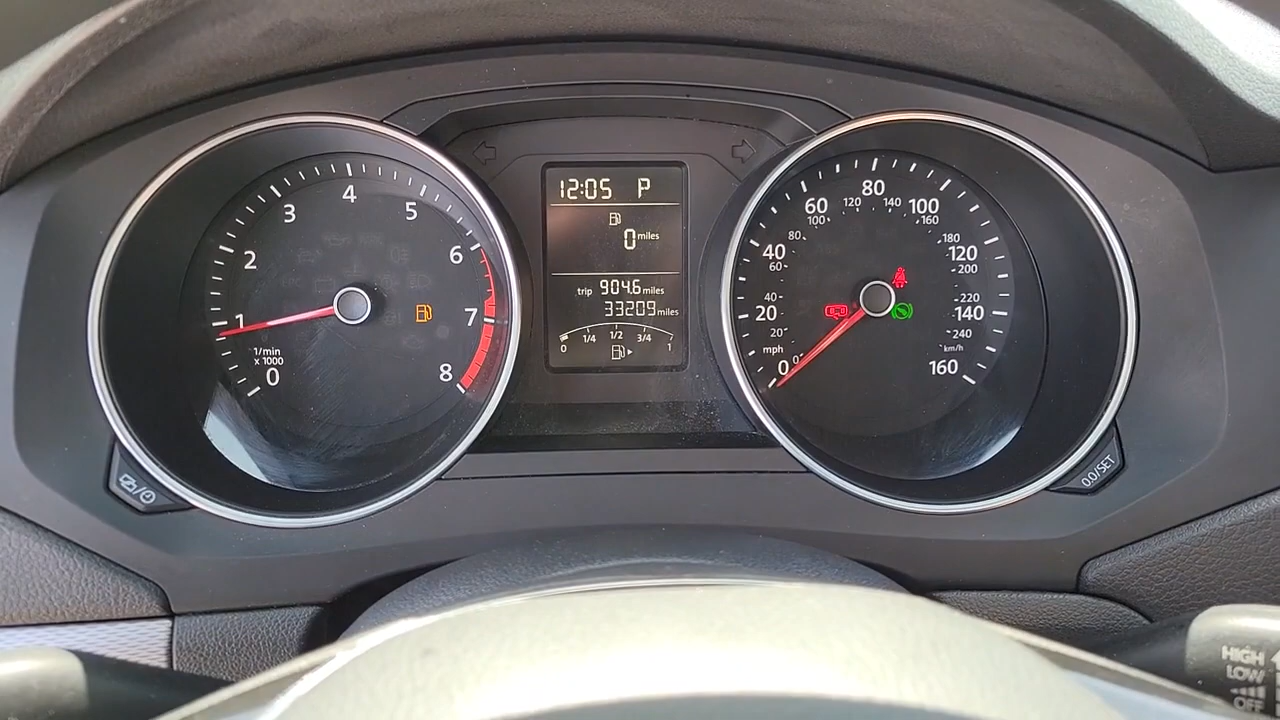 1
2
3
4
5
6
7
8
0
1/min
x 1000
12:05 P
0 miles
trip 904.6 miles
33209 miles
0 1/4 1/2 3/4 1
0
20
40
60
80
100
120
140
160
mph
0
20
40
60
80
100
120
140
160
180
200
220
240
km/h
0.0/SET
HIGH
LOW
OFF